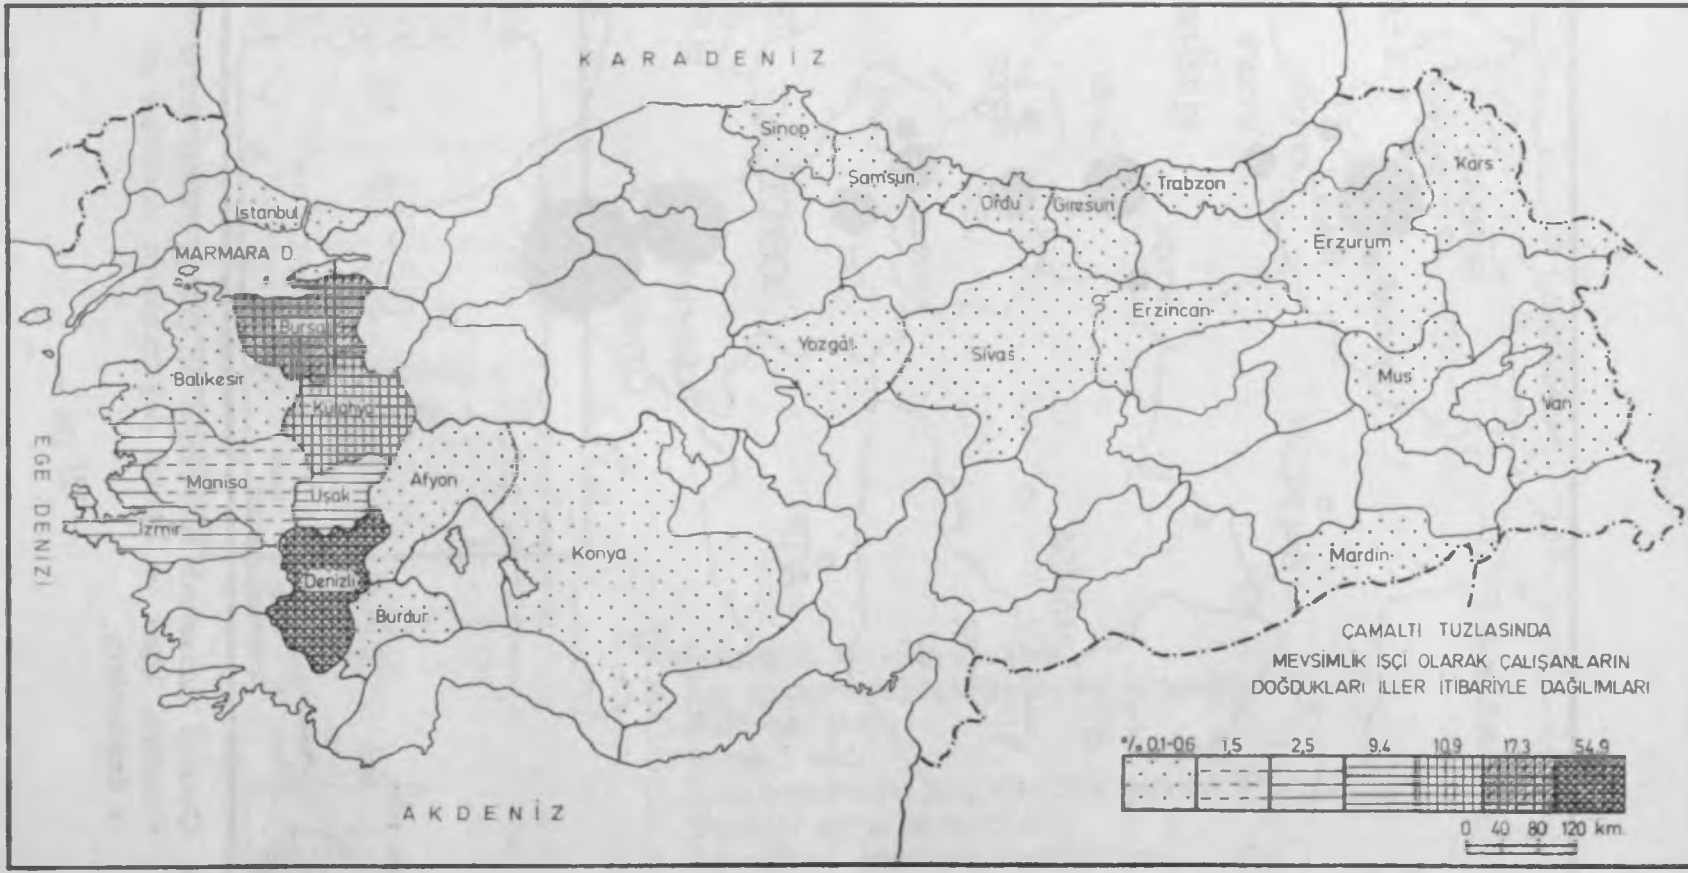 KARADENİZ
Sinop
Samsun
Trabzon
Kars
Ordu
Giresun
İstanbul
Erzurum
MARMARA D.
Erzincan
Bursa
Yozgat
Sivas
Balıkesir
Mus
Van
Kütahya
EGE DENİZİ
Manisa
Uşak
Afyon
İzmir
Konya
Mardin
Denizli
Burdur
ÇAMALTI TUZLASINDA
MEVSİMLİK İŞÇİ OLARAK ÇALIŞANLARIN
DOĞDUKLARI İLLER İTİBARİYLE DAĞILIMLARI
% 0.1-0.6 1,5 2,5 9.4 10.9 17.3 54.9
AKDENİZ
0 40 80 120 km.